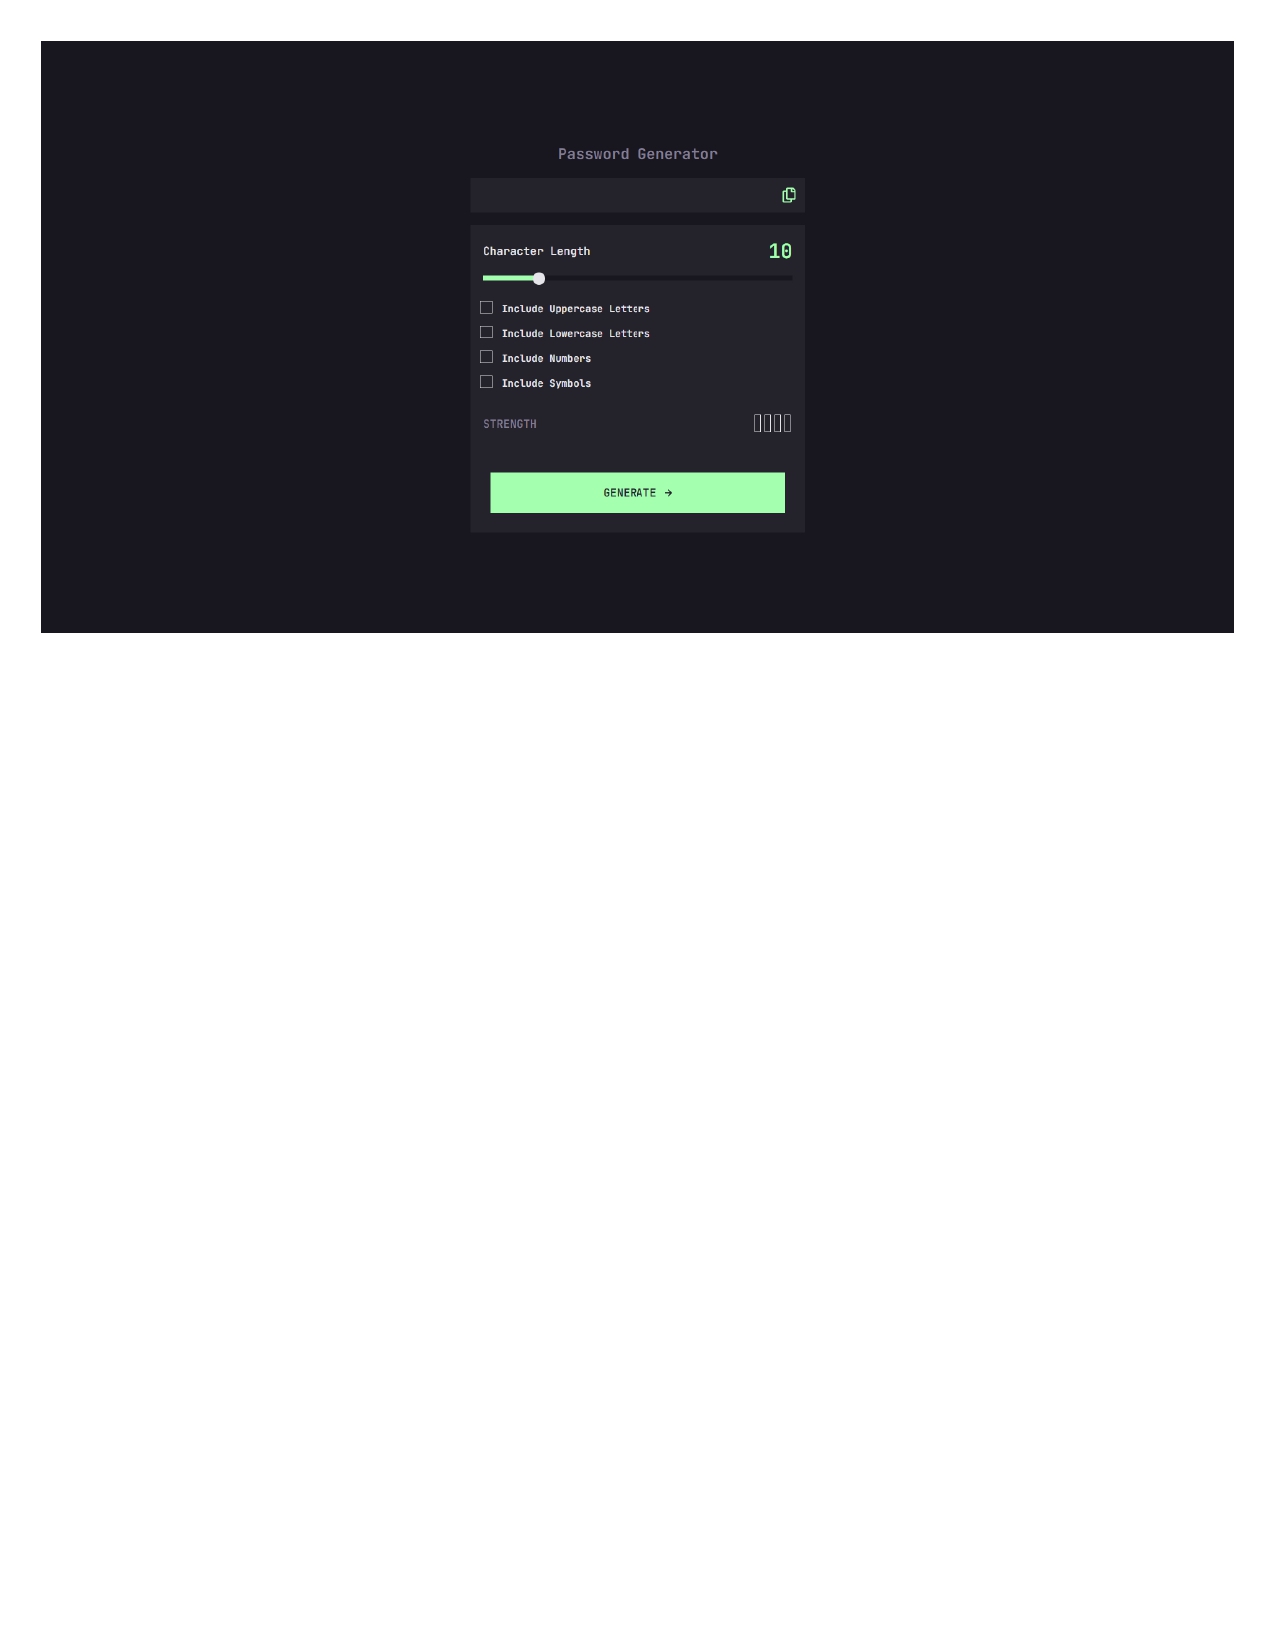 Password Generator
Character Length 10
Include Uppercase Letters
Include Lowercase Letters
Include Numbers
Include Symbols
STRENGTH
GENERATE →